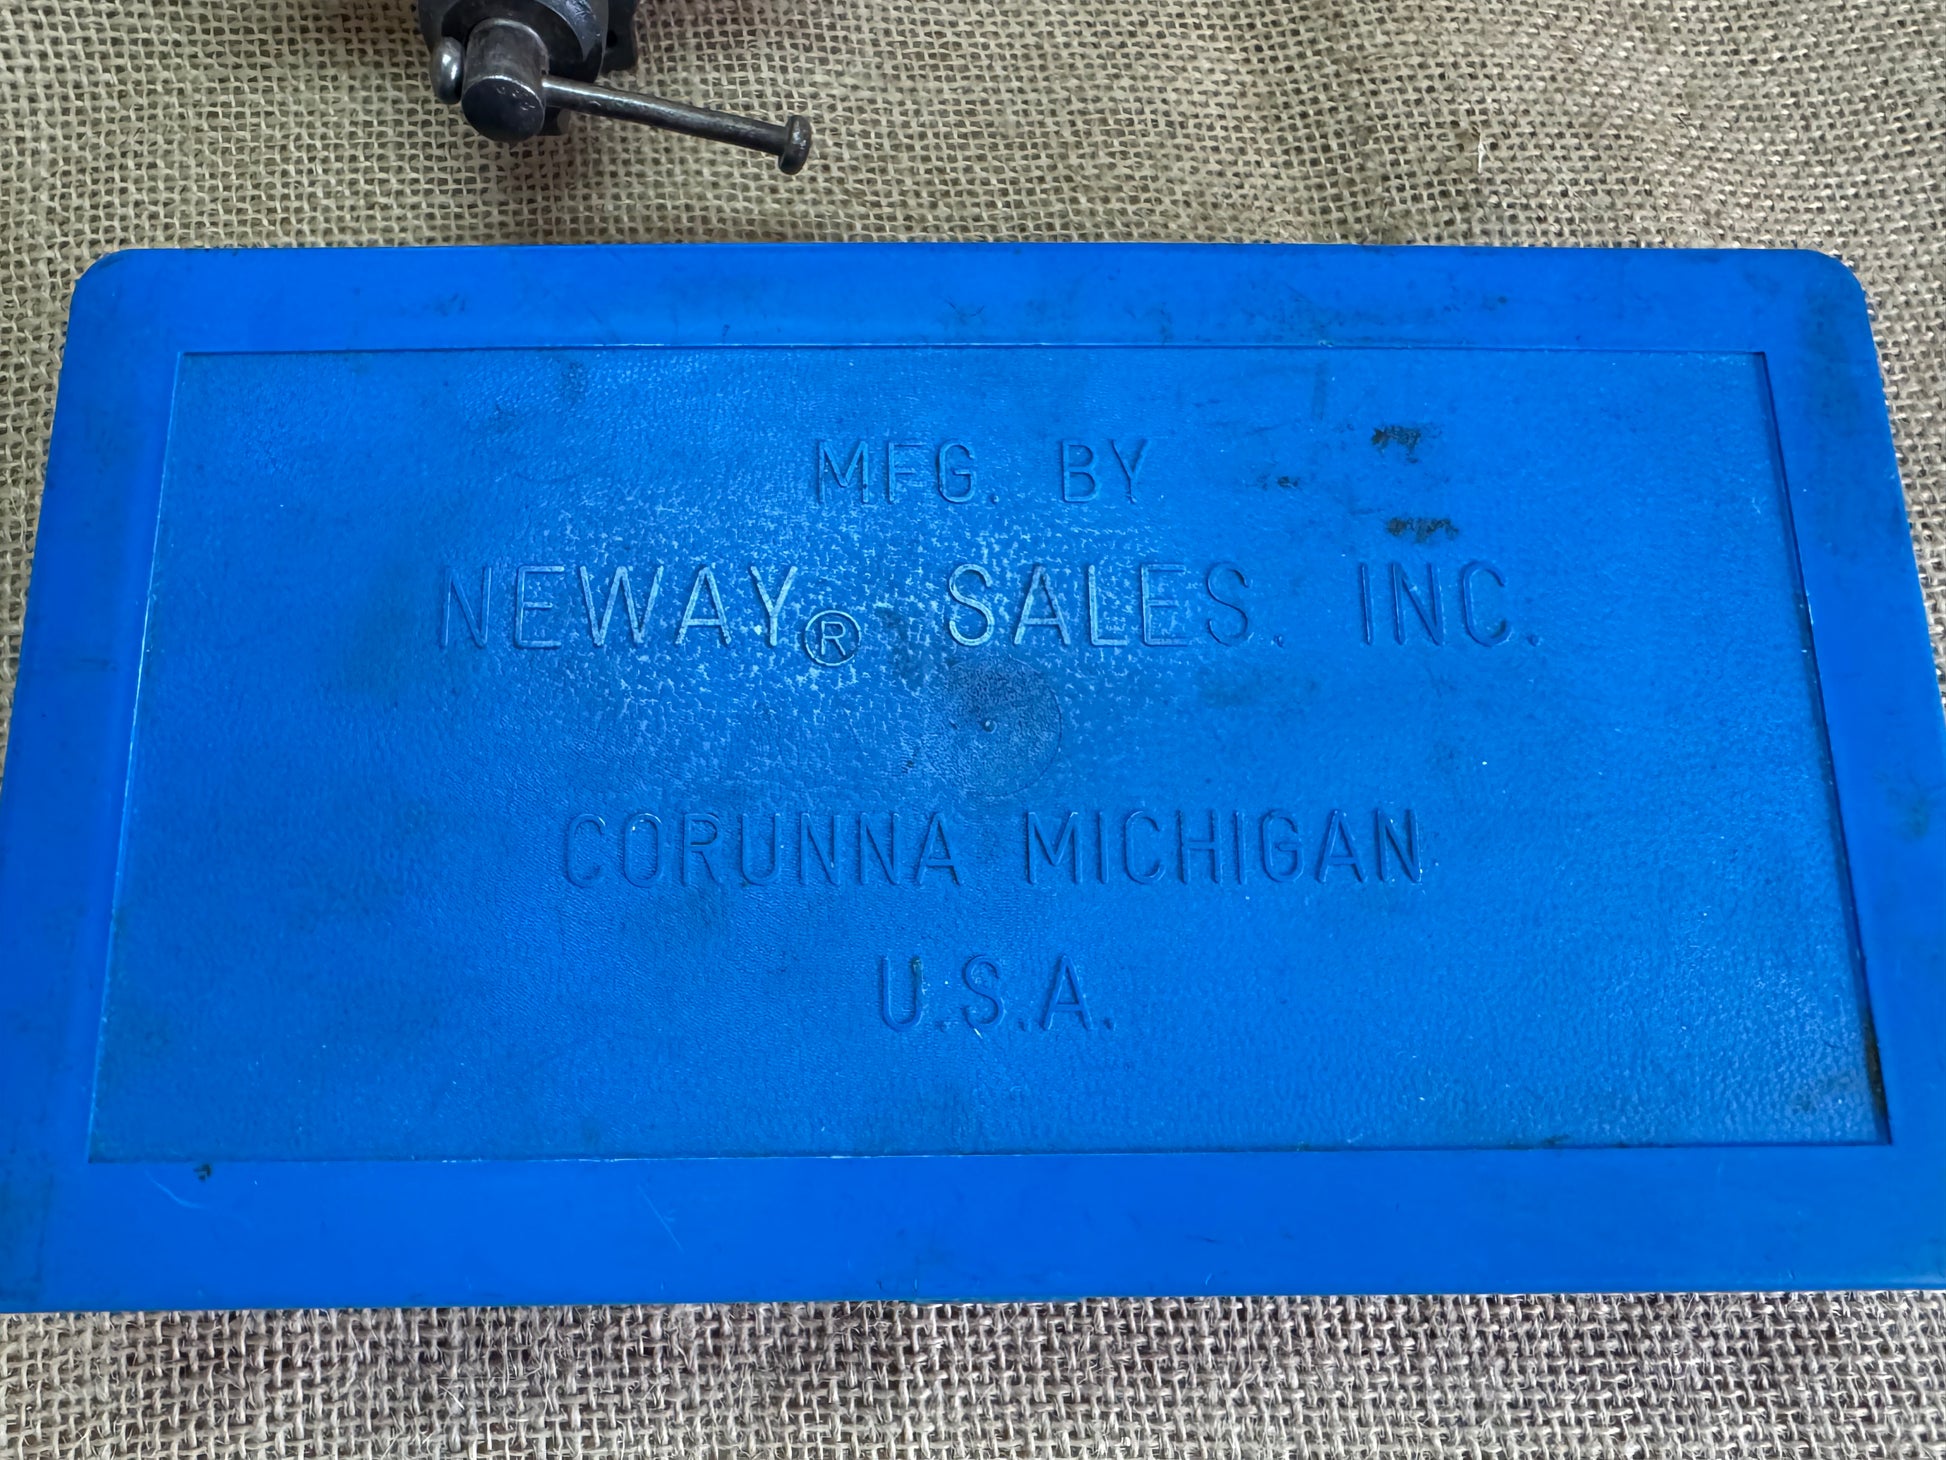 MFG. BY
NEWAY® SALES. INC.
CORUNNA MICHIGAN
U.S.A.